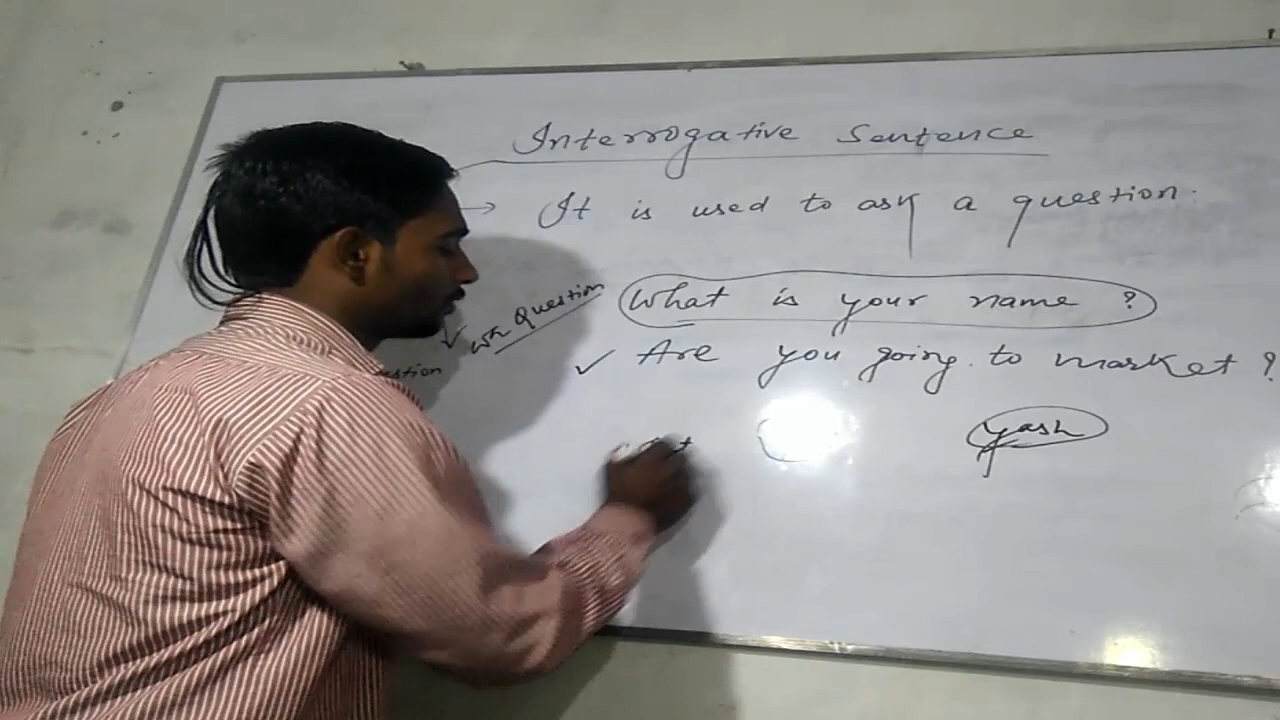 Interrogative Sentence
→ It is used to ask a question.
What is your name ?
✓ wh Question
✓ Are you going to market ?
yash